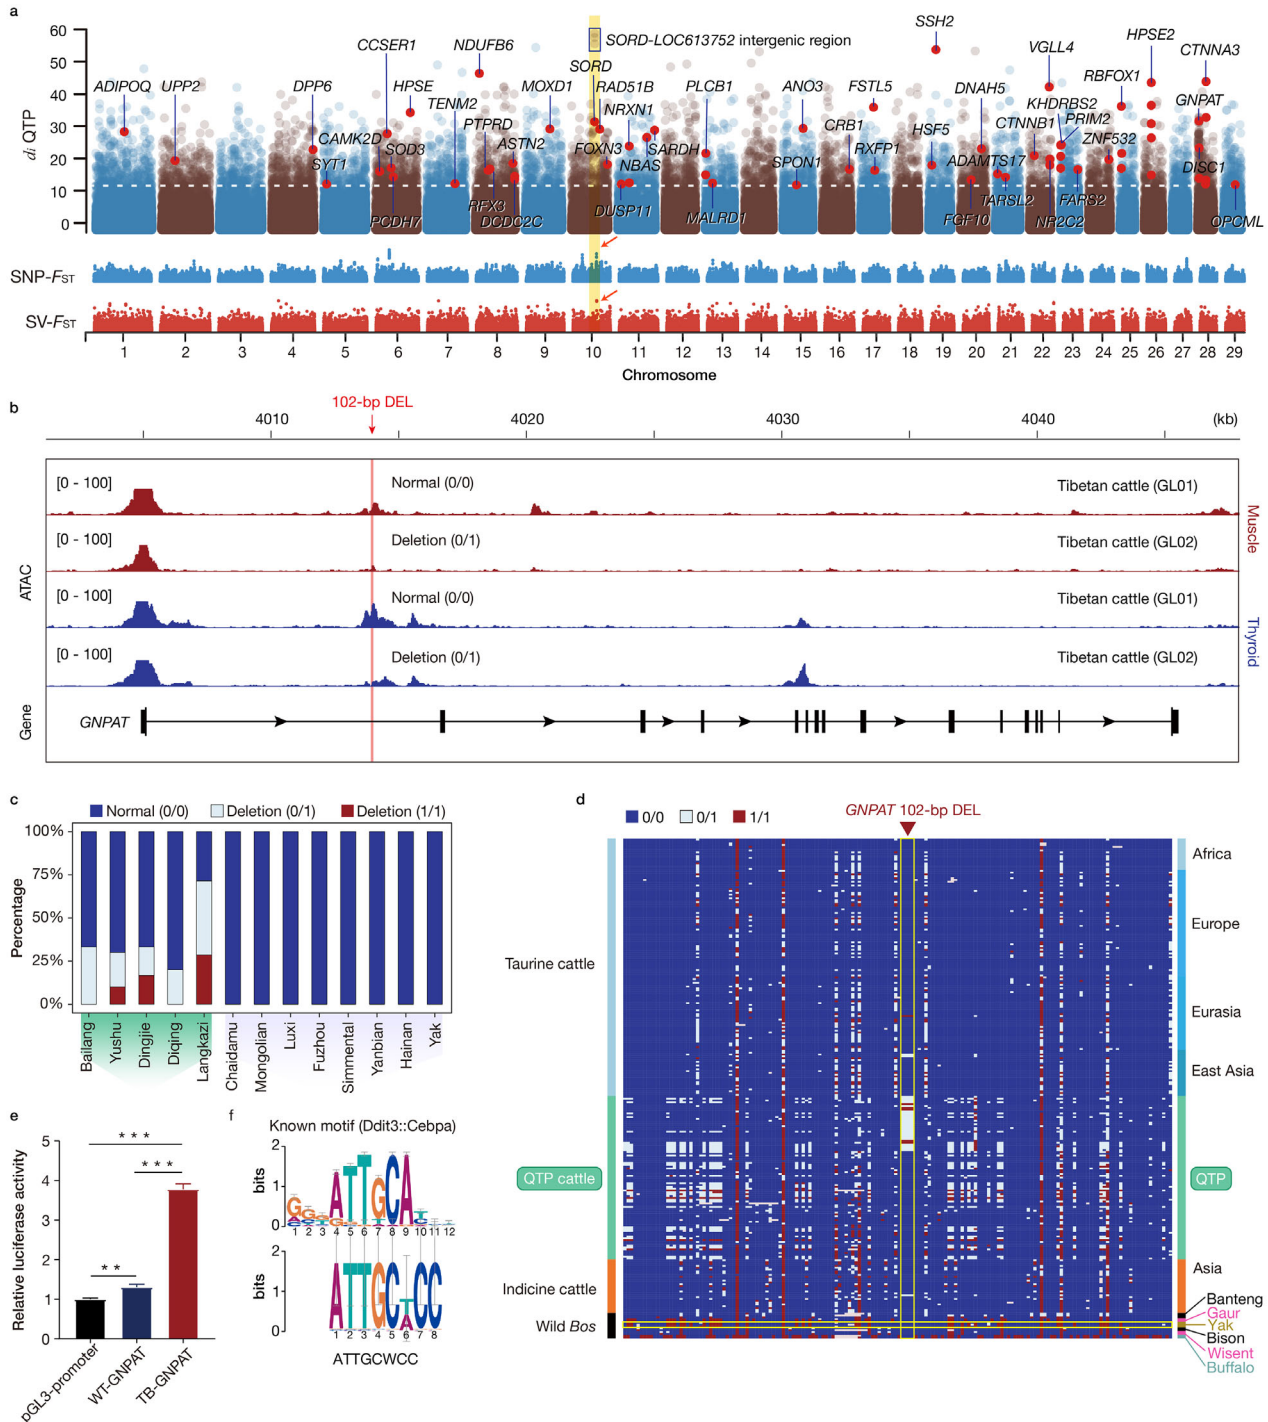 a
60
50
40
30
20
10
0
di QTP
ADIPOQ
UPP2
DPP6
SYT1
CAMK2D
CCSER1
SOD3
HPSE
PCDH7
TENM2
NDUFB6
PTPRD
RFX3
ASTN2
DCDC2C
MOXD1
SORD-LOC613752 intergenic region
SORD
RAD51B
NRXN1
FOXN3
NBAS
SARDH
DUSP11
PLCB1
MALRD1
ANO3
SPON1
FSTL5
CRB1
RXFP1
SSH2
HSF5
DNAH5
ADAMTS17
FGF10
TARSL2
VGLL4
KHDRBS2
CTNNB1
PRIM2
NR2C2
FARS2
ZNF532
RBFOX1
HPSE2
CTNNA3
GNPAT
DISC1
OPCML
SNP-FST
SV-FST
1 2 3 4 5 6 7 8 9 10 11 12 13 14 15 16 17 18 19 20 21 22 23 24 25 26 27 28 29
Chromosome
b
102-bp DEL
4010 4020 4030 4040 (kb)
[0 - 100] Normal (0/0) Tibetan cattle (GL01)
[0 - 100] Deletion (0/1) Tibetan cattle (GL02)
[0 - 100] Normal (0/0) Tibetan cattle (GL01)
[0 - 100] Deletion (0/1) Tibetan cattle (GL02)
ATAC
Muscle
Thyroid
Gene
GNPAT
c
Normal (0/0) Deletion (0/1) Deletion (1/1)
100%
75%
50%
25%
0%
Percentage
Bailang
Yushu
Dingjie
Diqing
Langkazi
Chaidamu
Mongolian
Luxi
Fuzhou
Simmental
Yanbian
Hainan
Yak
d
0/0 0/1 1/1
GNPAT 102-bp DEL
Taurine cattle
QTP cattle
Indicine cattle
Wild Bos
Africa
Europe
Eurasia
East Asia
QTP
Asia
Banteng
Gaur
Yak
Bison
Wisent
Buffalo
e
5
4
3
2
1
0
Relative luciferase activity
* * *
* * *
* *
pGL3-promoter
WT-GNPAT
TB-GNPAT
f
Known motif (Ddit3::Cebpa)
2
1
0
bits
GATTGCA
1 2 3 4 5 6 7 8 9 10 11 12
2
1
0
bits
ATTGCTACC
1 2 3 4 5 6 7 8
ATTGCWCC